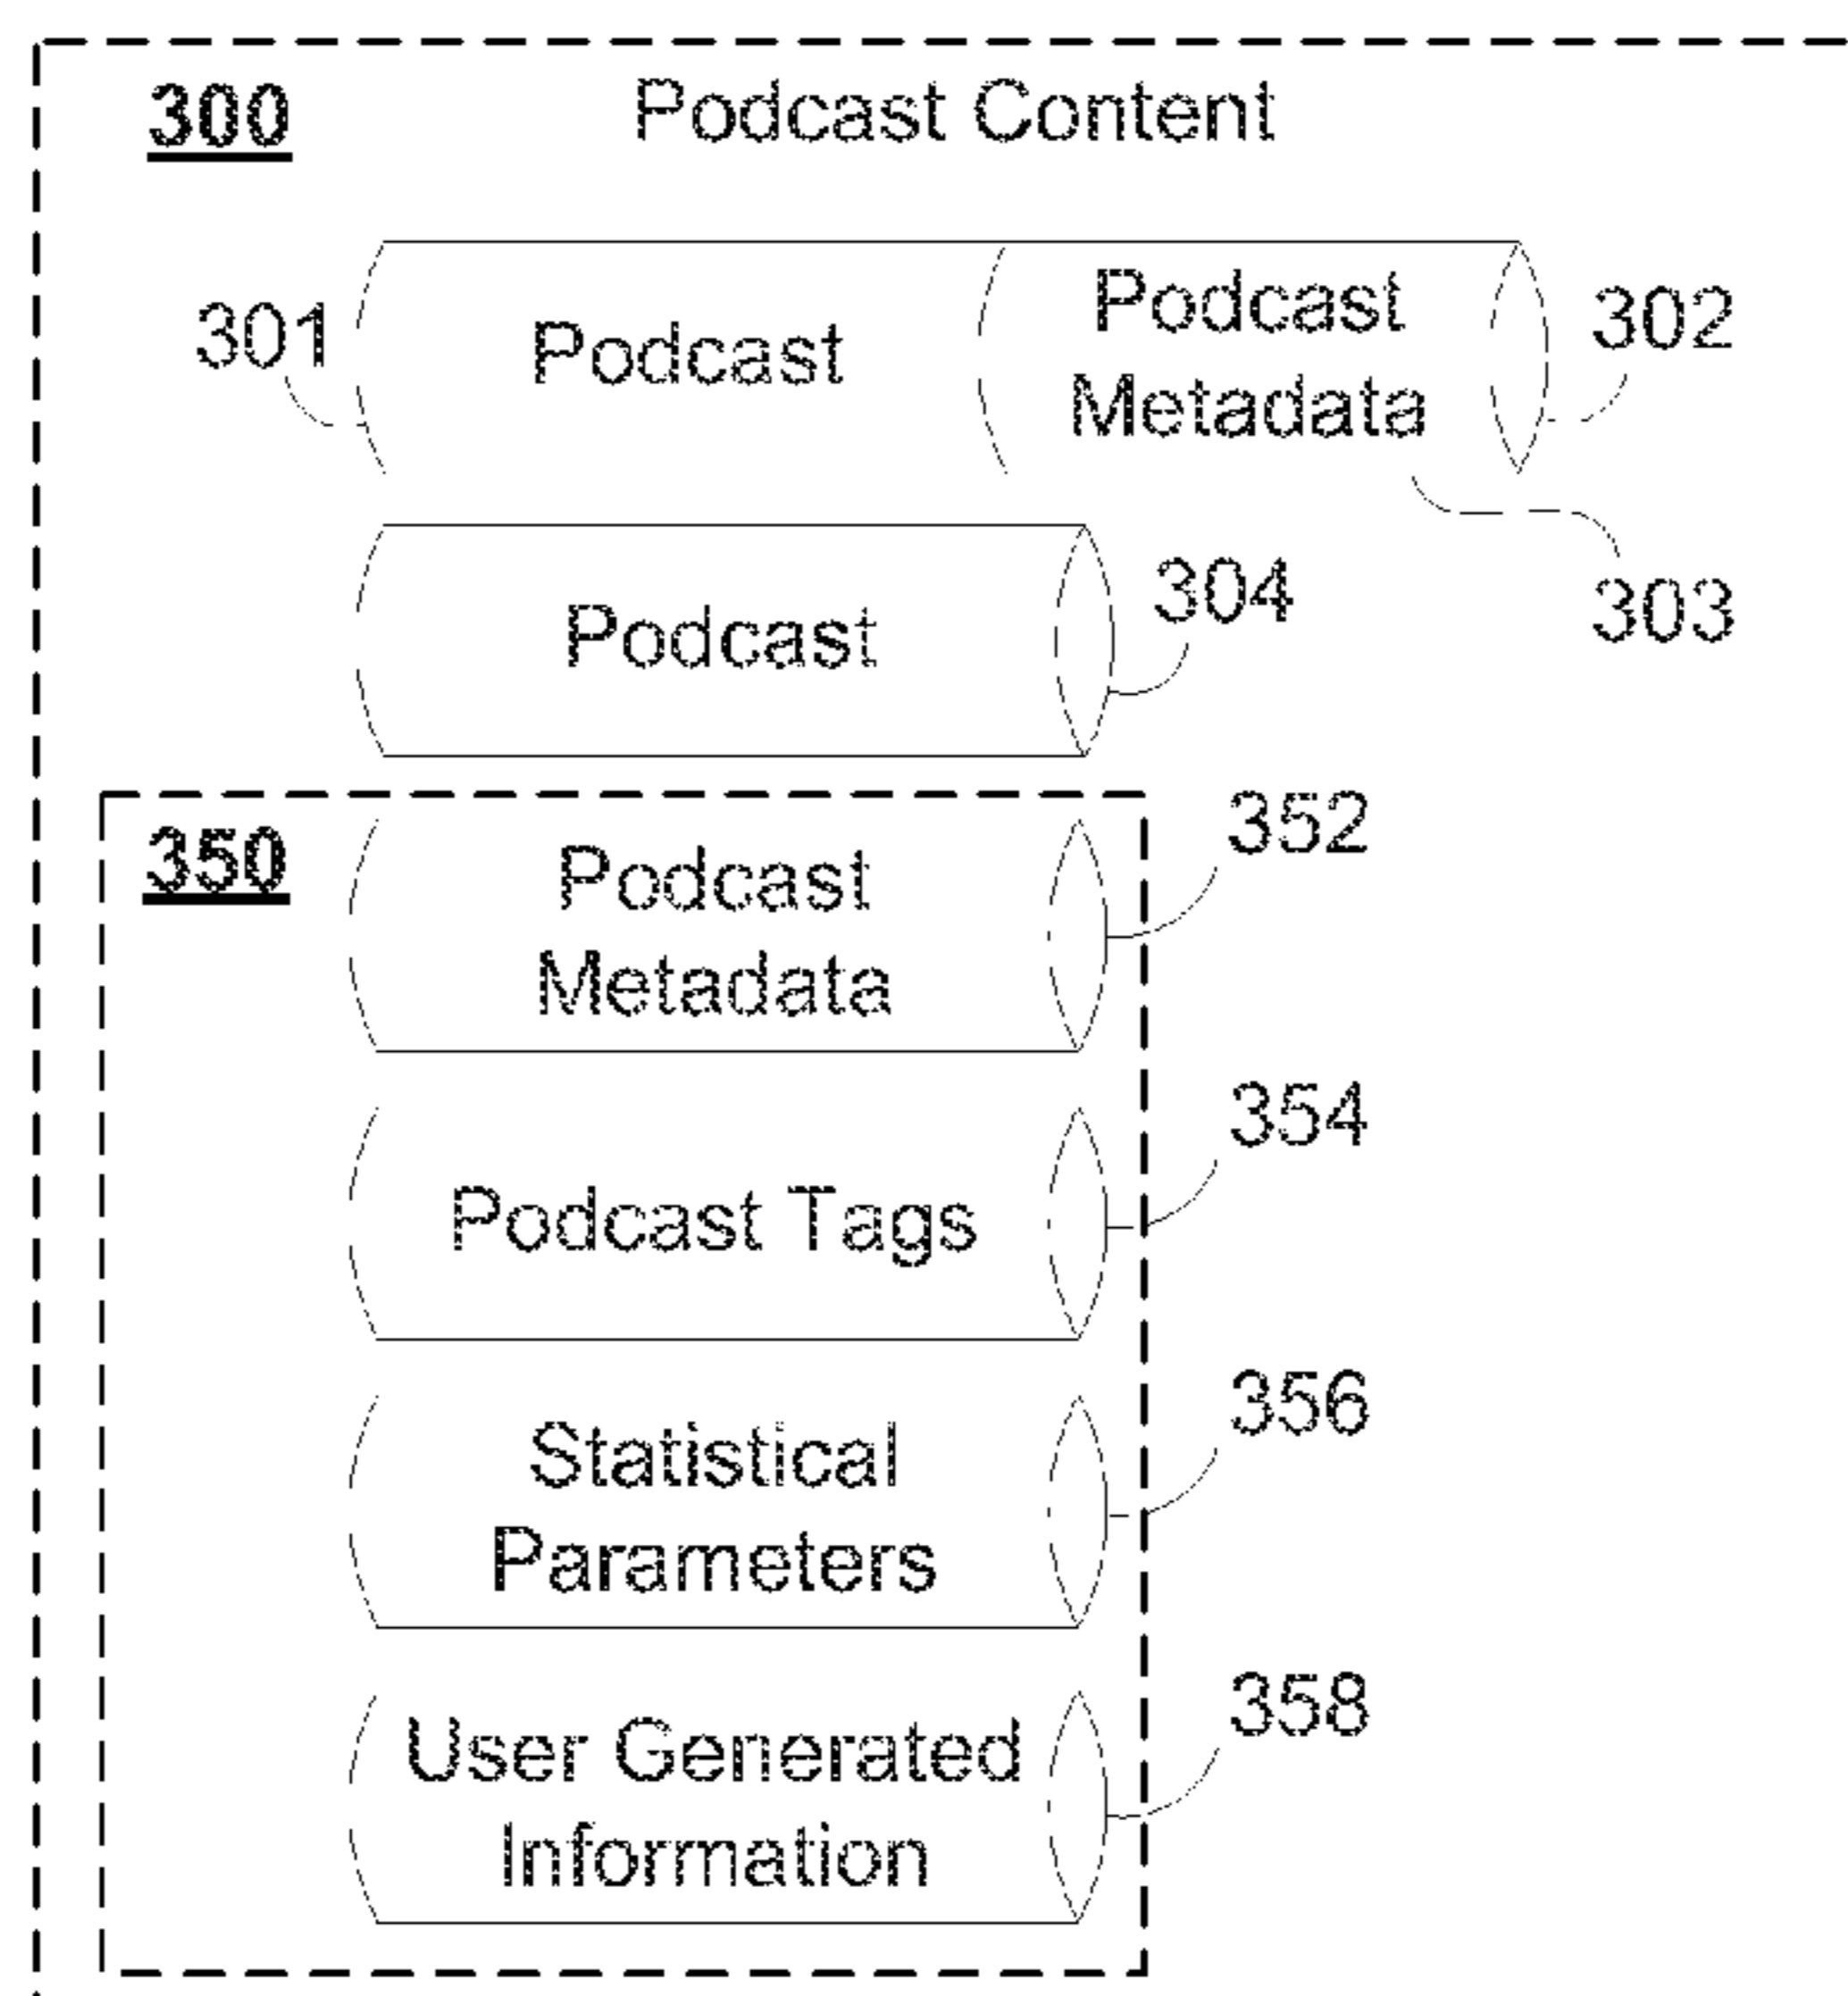 300
Podcast Content
301
Podcast
Podcast
Metadata
302
303
Podcast
304
350
Podcast
Metadata
352
Podcast Tags
354
Statistical
Parameters
356
User Generated
Information
358